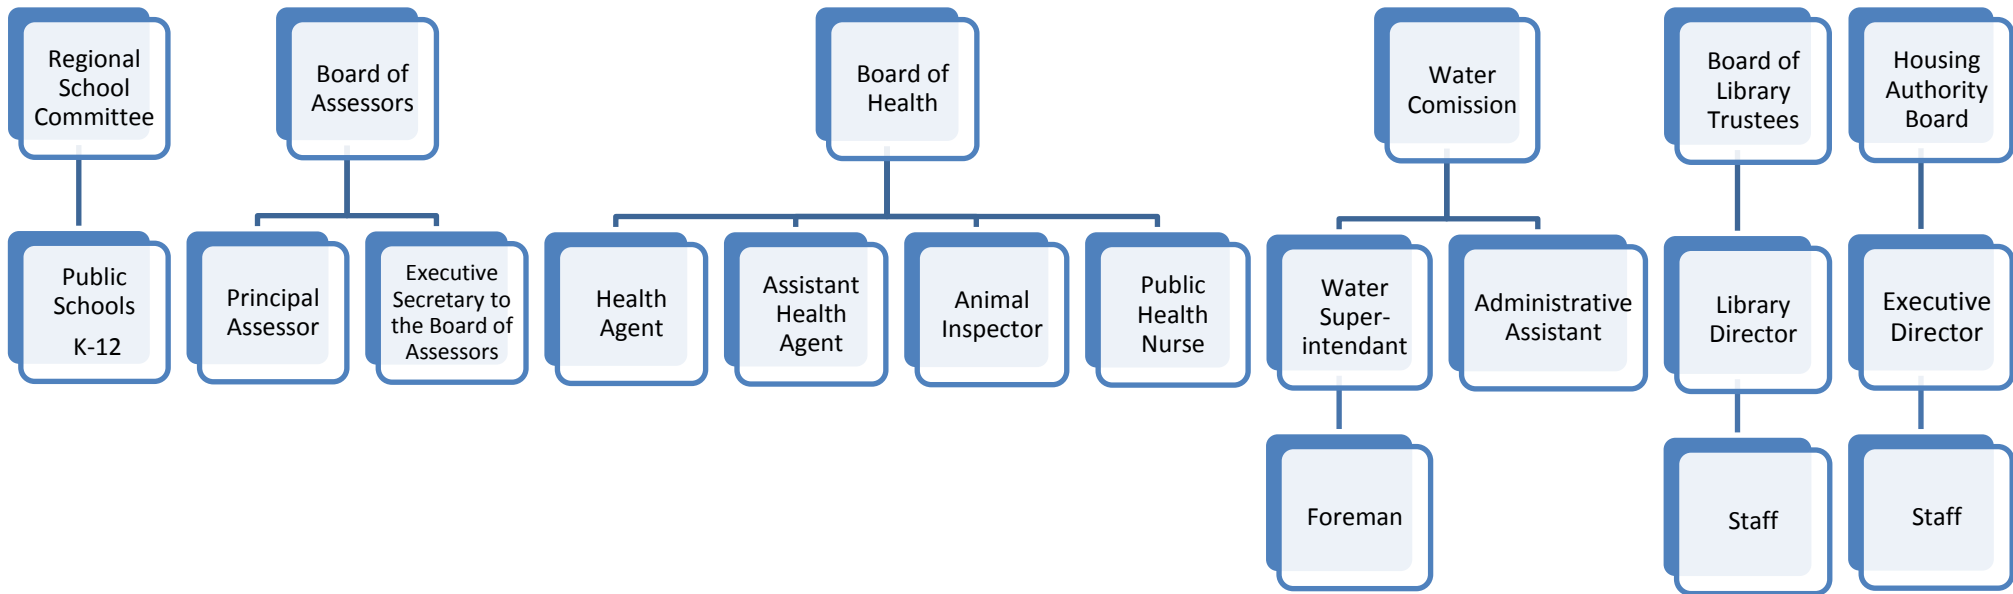 Regional
School
Committee
Board of
Assessors
Board of
Health
Water
Comission
Board of
Library
Trustees
Housing
Authority
Board
Public
Schools
K-12
Principal
Assessor
Executive
Secretary to
the Board of
Assessors
Health
Agent
Assistant
Health
Agent
Animal
Inspector
Public
Health
Nurse
Water
Super-
intendant
Administrative
Assistant
Library
Director
Executive
Director
Foreman
Staff
Staff